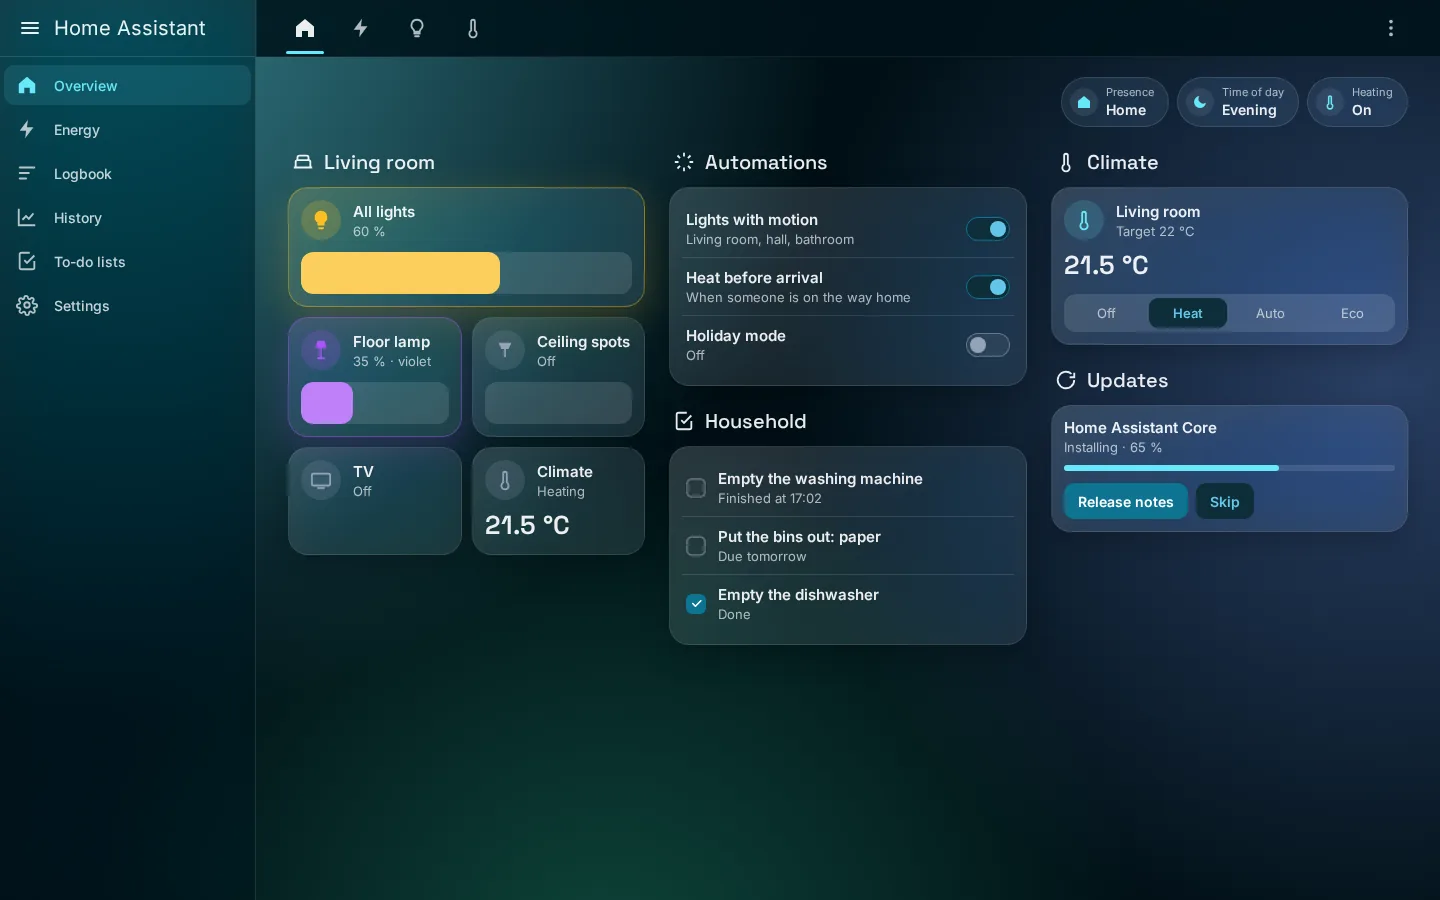 Home Assistant
Overview
Energy
Logbook
History
To-do lists
Settings
Presence
Home
Time of day
Evening
Heating
On
Living room
All lights
60 %
Floor lamp
35 % · violet
Ceiling spots
Off
TV
Off
Climate
Heating
21.5 °C
Automations
Lights with motion
Living room, hall, bathroom
Heat before arrival
When someone is on the way home
Holiday mode
Off
Household
Empty the washing machine
Finished at 17:02
Put the bins out: paper
Due tomorrow
Empty the dishwasher
Done
Climate
Living room
Target 22 °C
21.5 °C
Off Heat Auto Eco
Updates
Home Assistant Core
Installing · 65 %
Release notes Skip